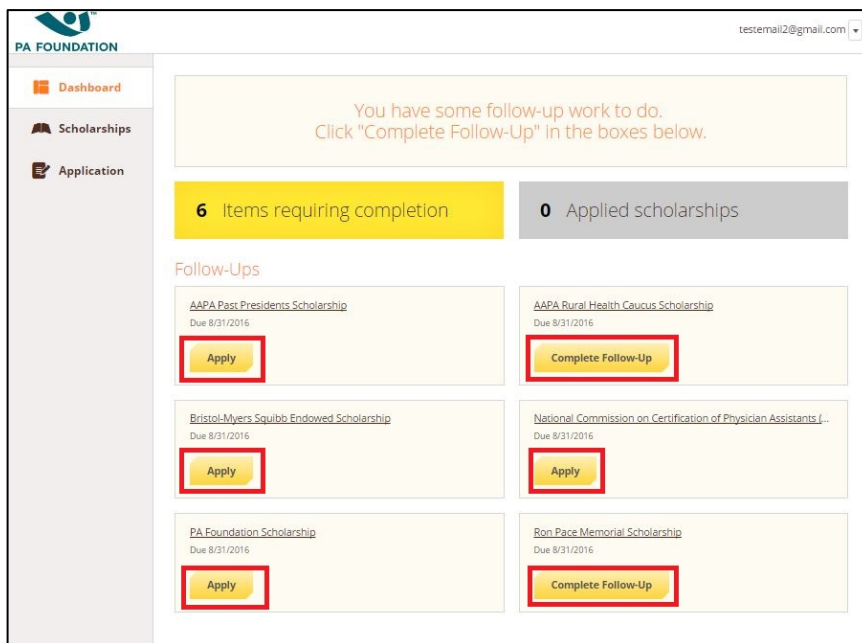 PA FOUNDATION
testemail2@gmail.com
Dashboard
Scholarships
Application
You have some follow-up work to do.
Click "Complete Follow-Up" in the boxes below.
6 Items requiring completion
0 Applied scholarships
Follow-Ups
AAPA Past Presidents Scholarship
Due 8/31/2016
Apply
AAPA Rural Health Caucus Scholarship
Due 8/31/2016
Complete Follow-Up
Bristol-Myers Squibb Endowed Scholarship
Due 8/31/2016
Apply
National Commission on Certification of Physician Assistants (...
Due 8/31/2016
Apply
PA Foundation Scholarship
Due 8/31/2016
Apply
Ron Pace Memorial Scholarship
Due 8/31/2016
Complete Follow-Up